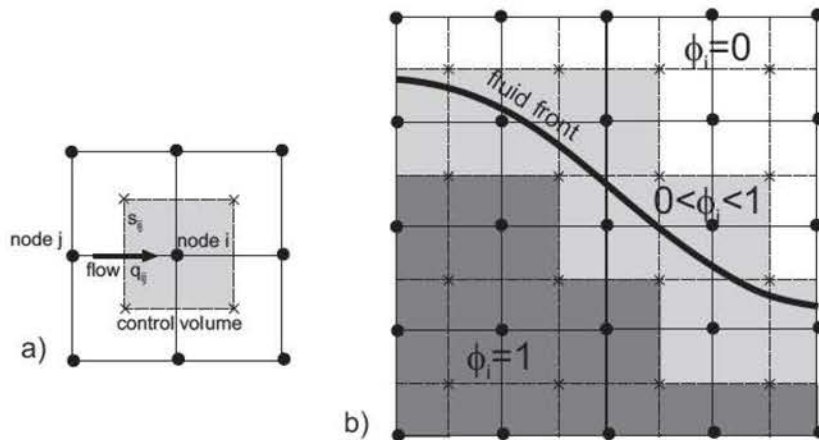 node j
s_ij
node i
flow q_ij
control volume
a)
ϕ_i=0
fluid front
0<ϕ_i<1
ϕ_i=1
b)